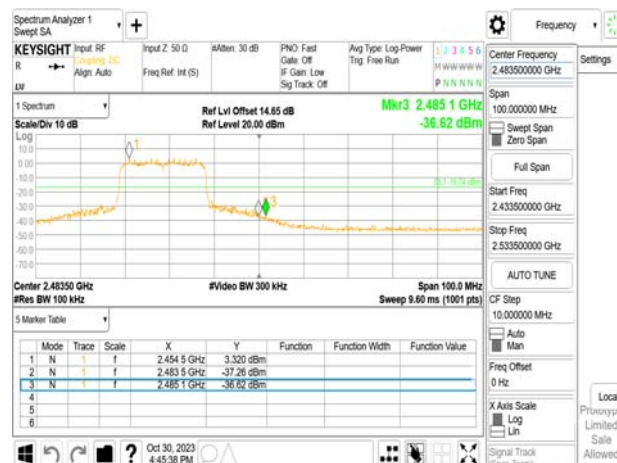 Spectrum Analyzer 1
Swept SA
+
Frequency
KEYSIGHT
Input: RF
Coupling: DC
Align: Auto
Input Z: 50 Ω
Freq Ref: Int (S)
#Atten: 30 dB
PNO: Fast
Gate: Off
IF Gain: Low
Sig Track: Off
Avg Type: Log-Power
Trig: Free Run
1 2 3 4 5 6
M W W W W W
P N N N N N
R
Center Frequency
2.483500000 GHz
Settings
Span
100.000000 MHz
Swept Span
Zero Span
Full Span
Start Freq
2.433500000 GHz
Stop Freq
2.533500000 GHz
AUTO TUNE
CF Step
10.000000 MHz
Auto
Man
Freq Offset
0 Hz
X Axis Scale
Log
Lin
Signal Track
Local
Prototype
Limited
Sale
Allowed
1 Spectrum
Scale/Div 10 dB
Log
Ref Lvl Offset 14.65 dB
Ref Level 20.00 dBm
Mkr3 2.485 1 GHz
-36.62 dBm
10.0
0.00
-10.0
-20.0
-30.0
-40.0
-50.0
-60.0
-70.0
1
3
Center 2.48350 GHz
#Res BW 100 kHz
#Video BW 300 kHz
Span 100.0 MHz
Sweep 9.60 ms (1001 pts)
5 Marker Table
Mode Trace Scale X Y Function Function Width Function Value
1 N 1 f 2.454 5 GHz 3.320 dBm
2 N 1 f 2.483 5 GHz -37.26 dBm
3 N 1 f 2.485 1 GHz -36.62 dBm
4
5
6
?
Oct 30, 2023
4:45:38 PM